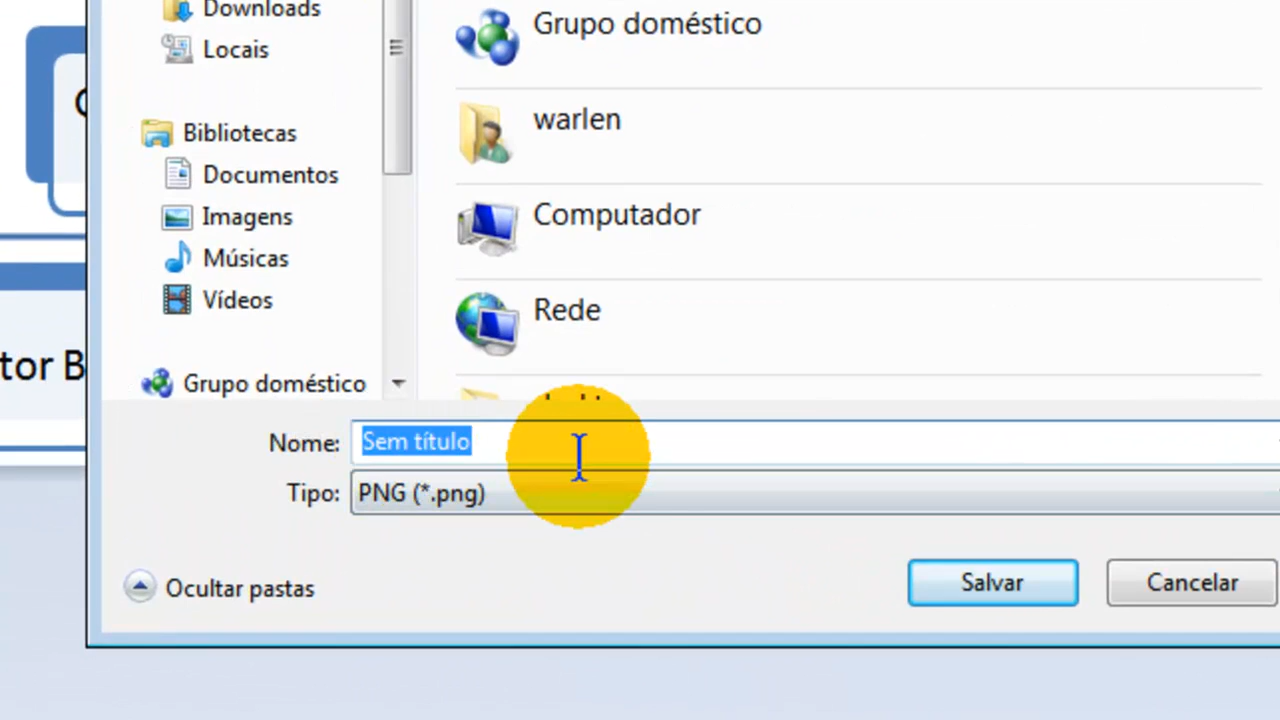 Downloads
Locais
Bibliotecas
Documentos
Imagens
Músicas
Vídeos
Grupo doméstico
Grupo doméstico
warlen
Computador
Rede
tor B
Nome: Sem título
Tipo: PNG (*.png)
Ocultar pastas
Salvar
Cancelar